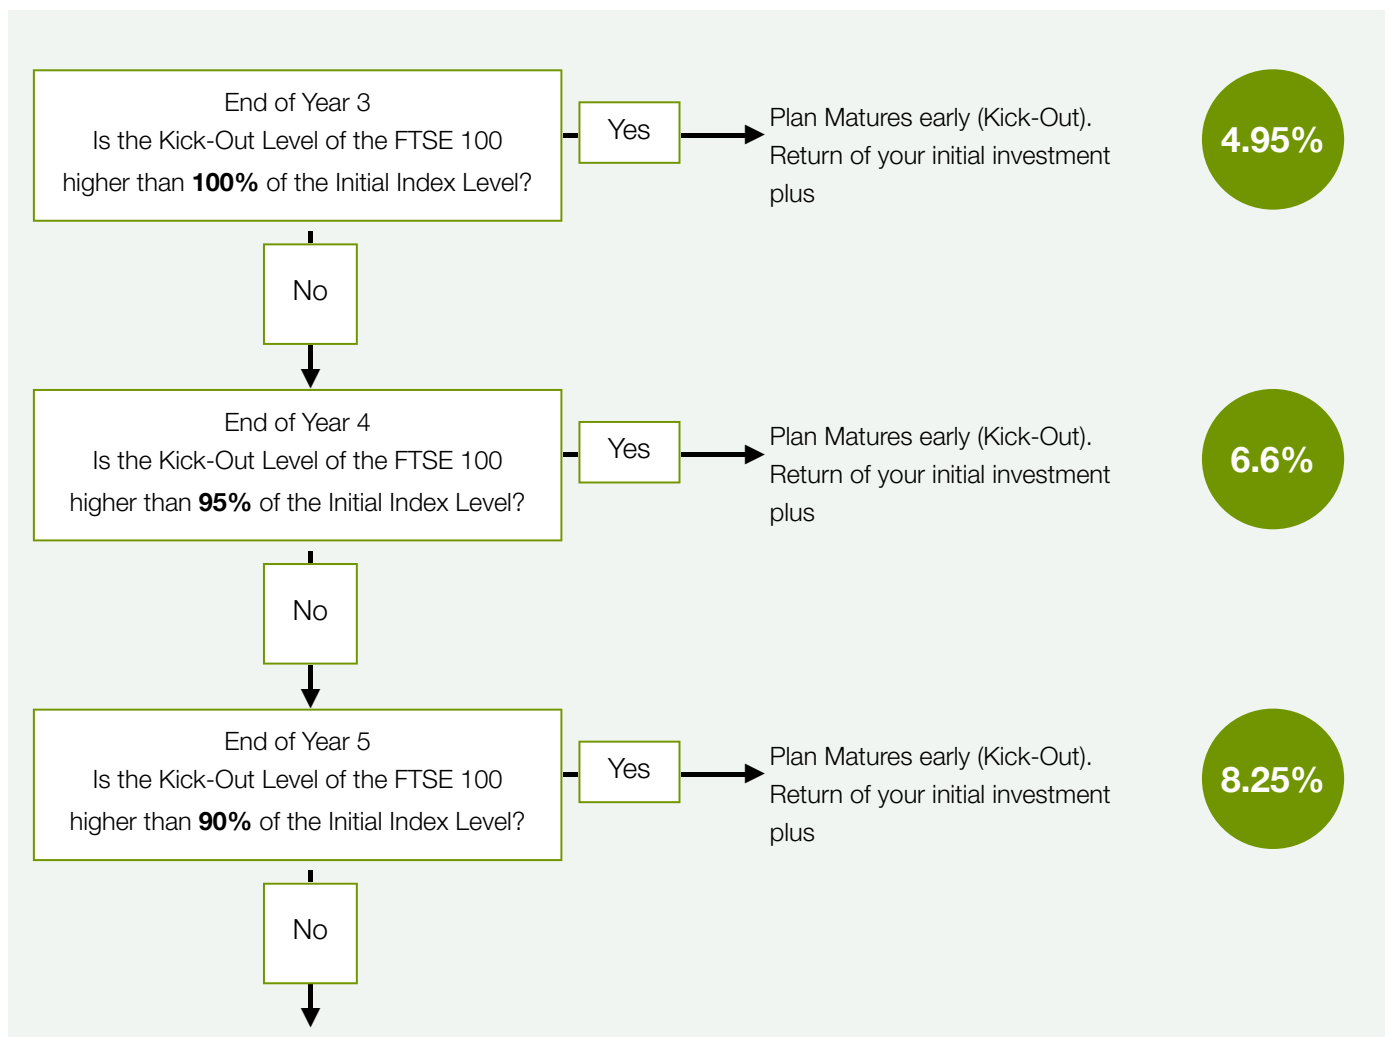 End of Year 3
Is the Kick-Out Level of the FTSE 100
higher than 100% of the Initial Index Level?
Yes
Plan Matures early (Kick-Out).
Return of your initial investment
plus
4.95%
No
End of Year 4
Is the Kick-Out Level of the FTSE 100
higher than 95% of the Initial Index Level?
Yes
Plan Matures early (Kick-Out).
Return of your initial investment
plus
6.6%
No
End of Year 5
Is the Kick-Out Level of the FTSE 100
higher than 90% of the Initial Index Level?
Yes
Plan Matures early (Kick-Out).
Return of your initial investment
plus
8.25%
No